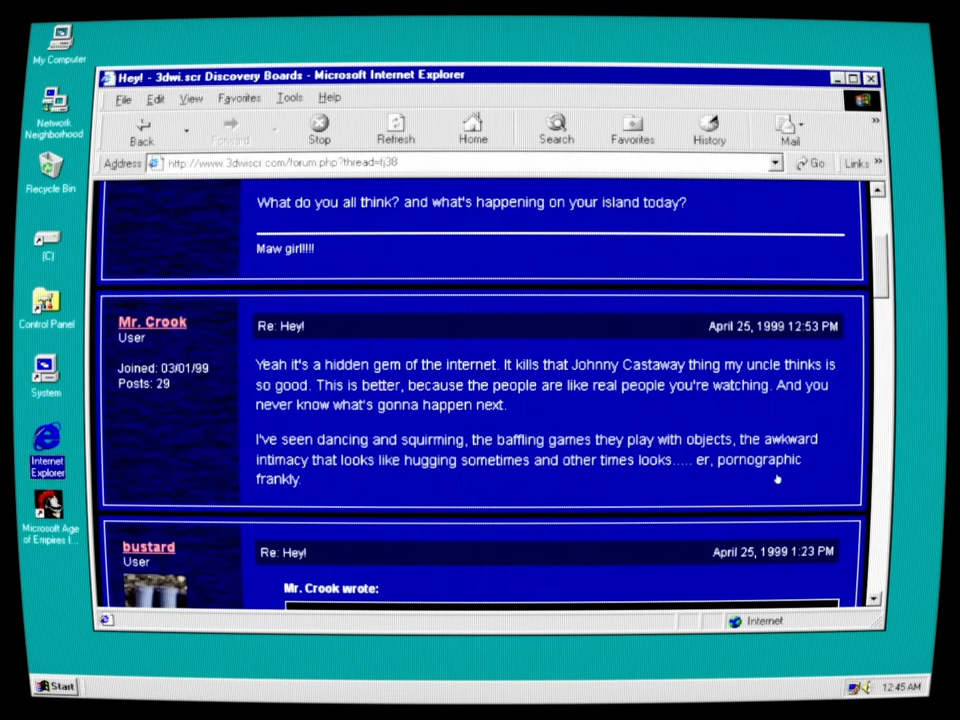 My Computer
Network
Neighborhood
Recycle Bin
(C)
Control Panel
System
Internet
Explorer
Microsoft Age
of Empires I...
Hey! - 3dwi.scr Discovery Boards - Microsoft Internet Explorer
File Edit View Favorites Tools Help
Back Forward Stop Refresh Home Search Favorites History Mail »
Address http://www.3dwiscr.com/forum.php?thread=fj38 Go Links »
What do you all think? and what's happening on your island today?
Maw girl!!!!
Mr. Crook
User
Joined: 03/01/99
Posts: 29
Re: Hey! April 25, 1999 12:53 PM
Yeah it's a hidden gem of the internet. It kills that Johnny Castaway thing my uncle thinks is
so good. This is better, because the people are like real people you're watching. And you
never know what's gonna happen next.
I've seen dancing and squirming, the baffling games they play with objects, the awkward
intimacy that looks like hugging sometimes and other times looks..... er, pornographic
frankly.
bustard
User
Re: Hey! April 25, 1999 1:23 PM
Mr. Crook wrote:
Internet
Start
12:45 AM